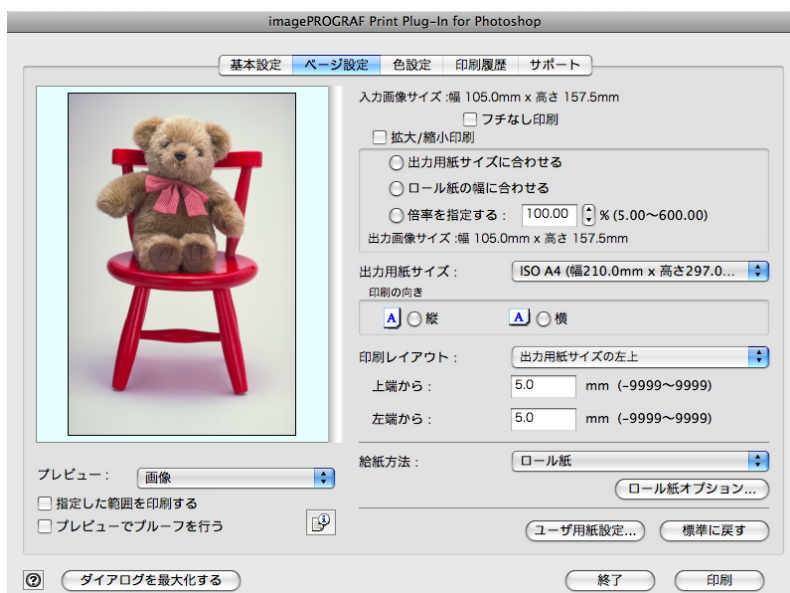 imagePROGRAF Print Plug-In for Photoshop
基本設定 ページ設定 色設定 印刷履歴 サポート
入力画像サイズ :幅 105.0mm x 高さ 157.5mm
フチなし印刷
拡大/縮小印刷
出力用紙サイズに合わせる
ロール紙の幅に合わせる
倍率を指定する : 100.00 % (5.00〜600.00)
出力画像サイズ :幅 105.0mm x 高さ 157.5mm
出力用紙サイズ : ISO A4 (幅210.0mm x 高さ297.0...
印刷の向き
A 縦 A 横
印刷レイアウト : 出力用紙サイズの左上
上端から : 5.0 mm (-9999〜9999)
左端から : 5.0 mm (-9999〜9999)
給紙方法 : ロール紙
ロール紙オプション...
プレビュー : 画像
指定した範囲を印刷する
プレビューでプルーフを行う
ユーザ用紙設定... 標準に戻す
? ダイアログを最大化する 終了 印刷